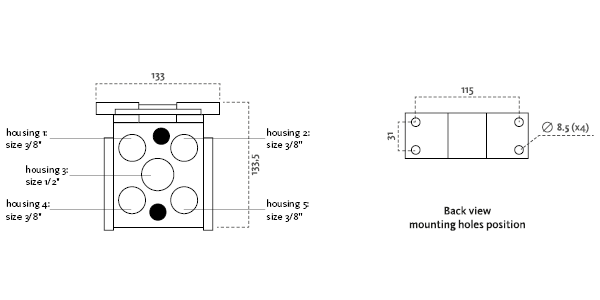 133
housing 1:
size 3/8"
housing 2:
size 3/8"
housing 3:
size 1/2"
133,5
housing 4:
size 3/8"
housing 5:
size 3/8"
115
31
∅ 8.5 (x4)
Back view
mounting holes position